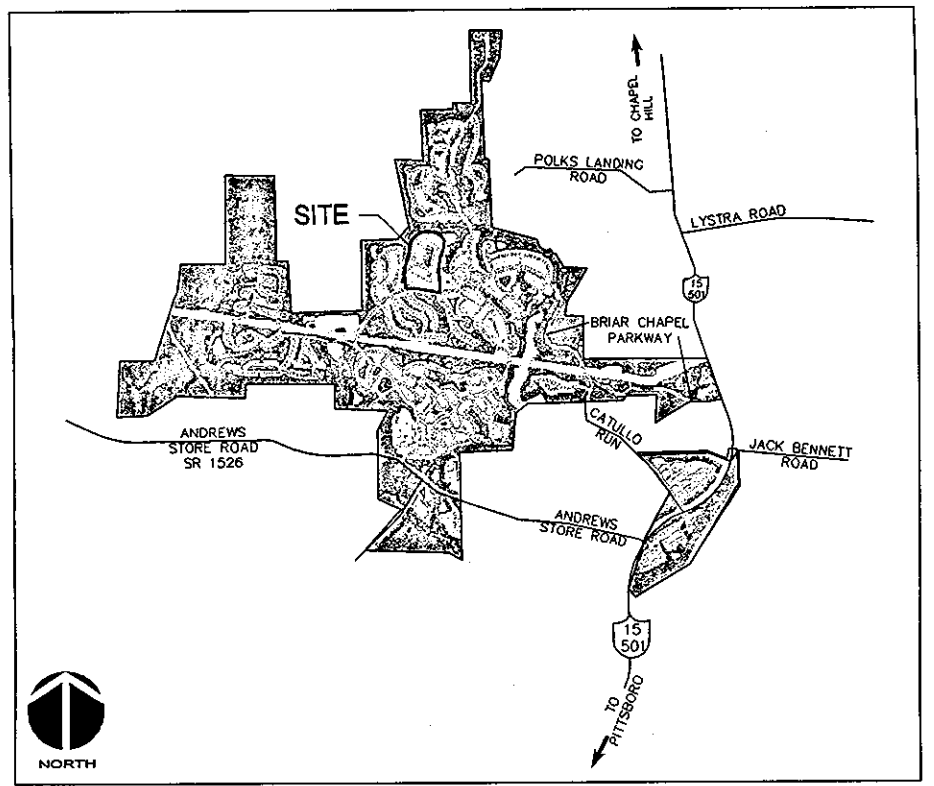 TO CHAPEL
HILL
POLKS LANDING
ROAD
LYSTRA ROAD
SITE
15
501
BRIAR CHAPEL
PARKWAY
CATULLO
RUN
ANDREWS
STORE ROAD
SR 1526
JACK BENNETT
ROAD
ANDREWS
STORE ROAD
15
501
TO
PITTSBORO
NORTH